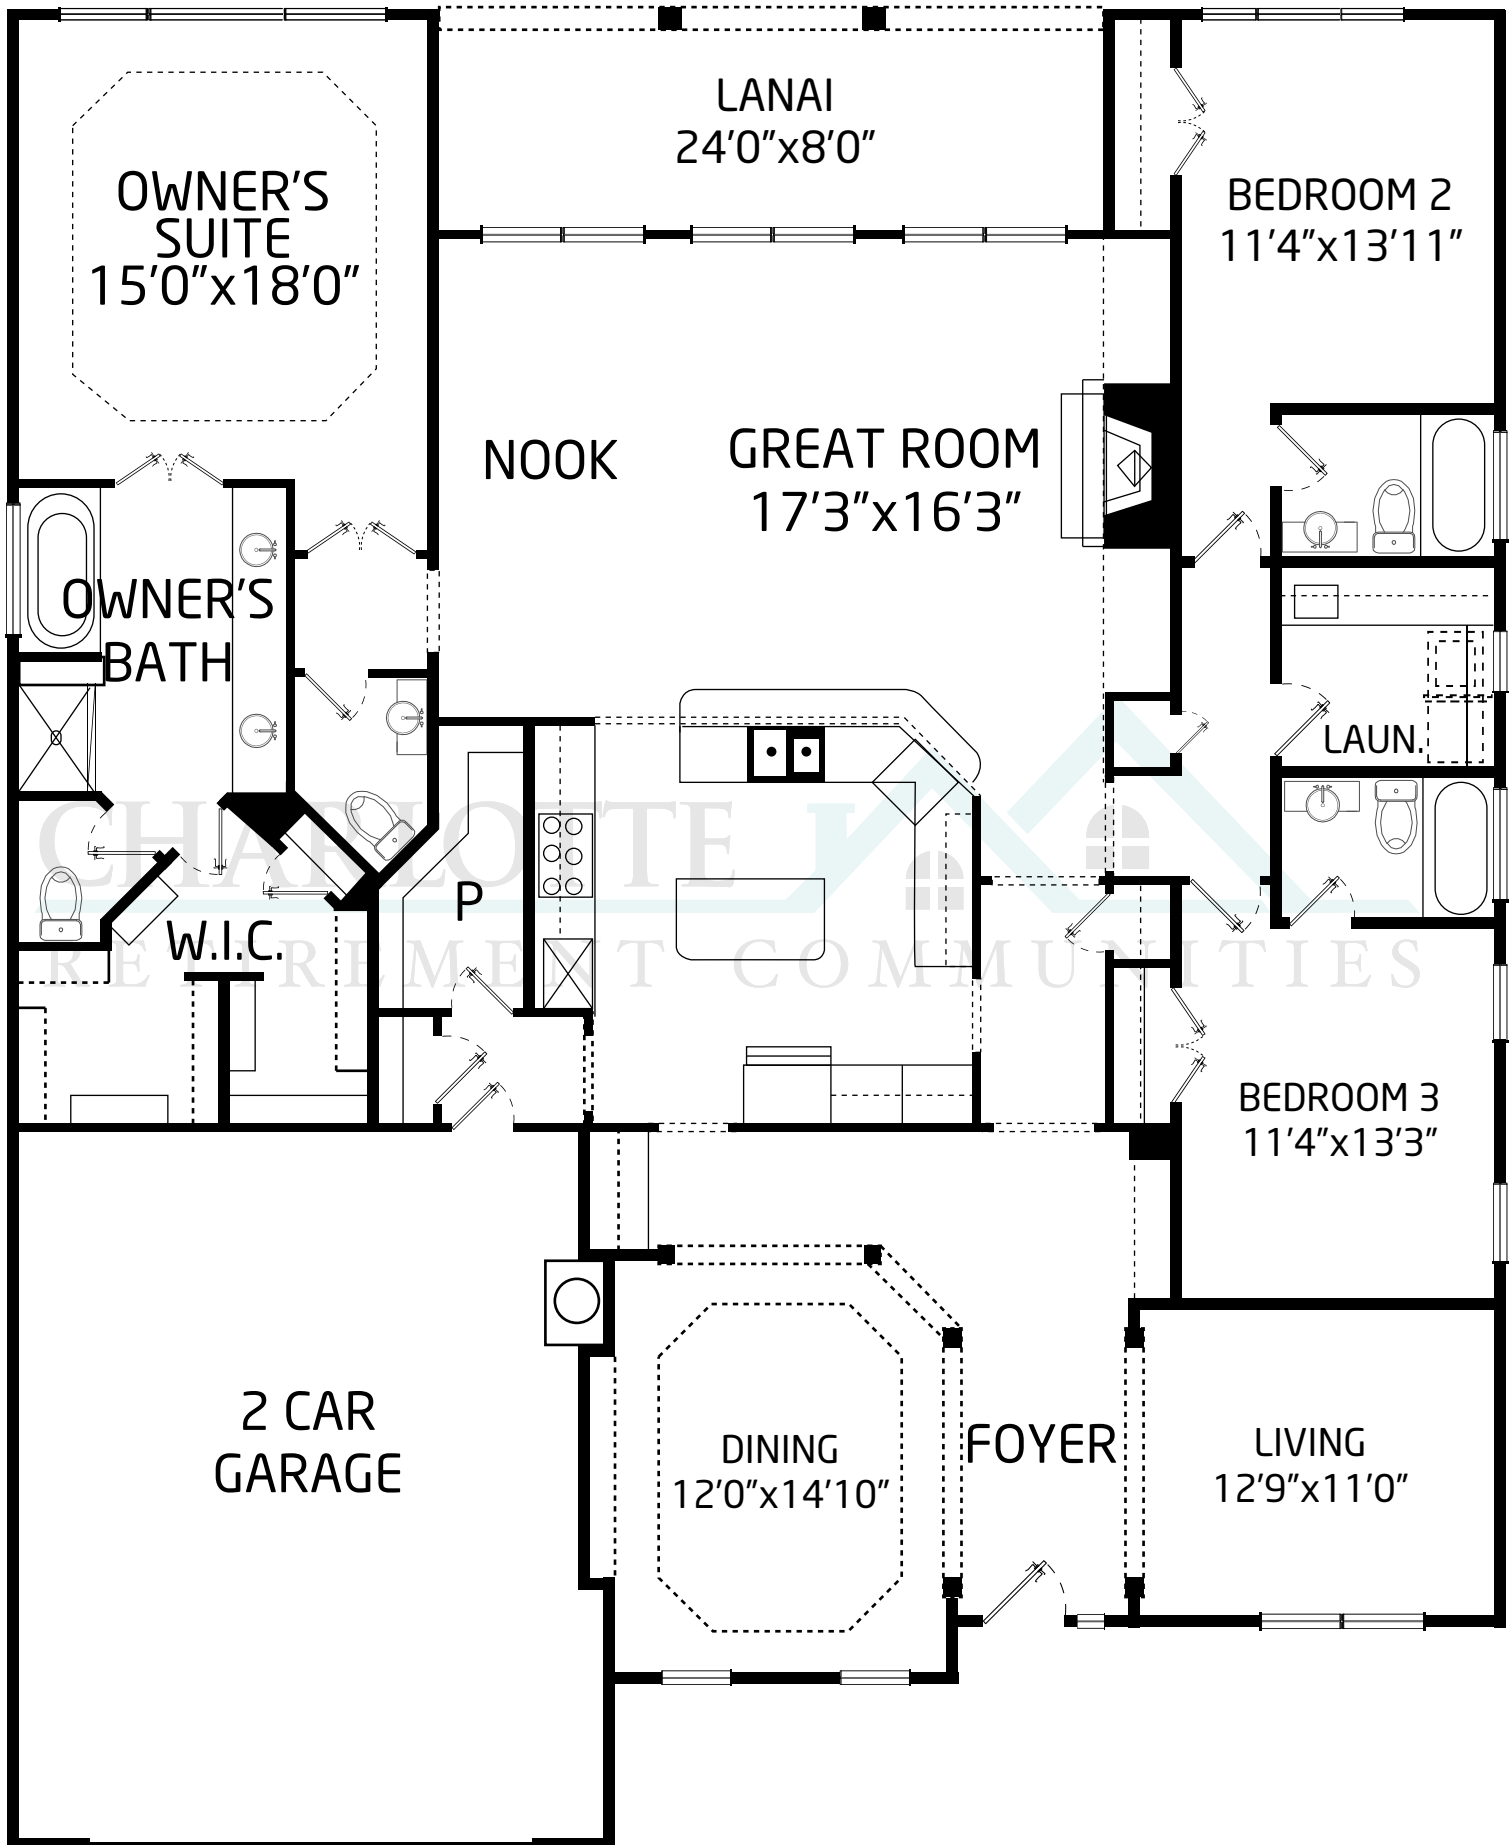 LANAI
24'0"x8'0"
OWNER'S
SUITE
15'0"x18'0"
BEDROOM 2
11'4"x13'11"
NOOK
GREAT ROOM
17'3"x16'3"
OWNER'S
BATH
LAUN.
CHARLOTTE
RETIREMENT COMMUNITIES
P
W.I.C.
BEDROOM 3
11'4"x13'3"
2 CAR
GARAGE
DINING
12'0"x14'10"
FOYER
LIVING
12'9"x11'0"